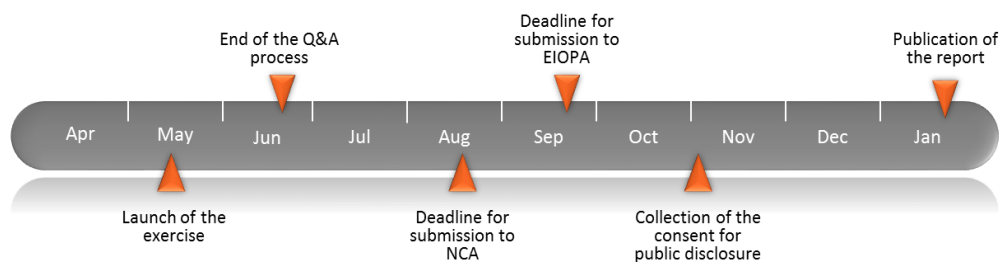 End of the Q&A
process
Deadline for
submission to
EIOPA
Publication of
the report
Apr
May
Jun
Jul
Aug
Sep
Oct
Nov
Dec
Jan
Launch of the
exercise
Deadline for
submission to
NCA
Collection of the
consent for
public disclosure